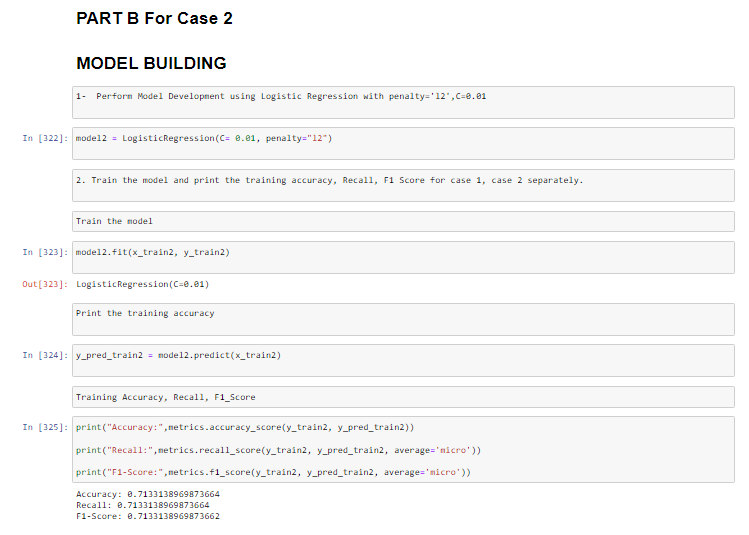 PART B For Case 2
MODEL BUILDING
1-  Perform Model Development using Logistic Regression with penalty='l2',C=0.01
In [322]: model2 = LogisticRegression(C= 0.01, penalty="l2")
2. Train the model and print the training accuracy, Recall, F1 Score for case 1, case 2 separately.
Train the model
In [323]: model2.fit(x_train2, y_train2)
Out[323]: LogisticRegression(C=0.01)
Print the training accuracy
In [324]: y_pred_train2 = model2.predict(x_train2)
Training Accuracy, Recall, F1_Score
In [325]: print("Accuracy:",metrics.accuracy_score(y_train2, y_pred_train2))
print("Recall:",metrics.recall_score(y_train2, y_pred_train2, average='micro'))
print("F1-Score:",metrics.f1_score(y_train2, y_pred_train2, average='micro'))
Accuracy: 0.7133138969873664
Recall: 0.7133138969873664
F1-Score: 0.7133138969873662